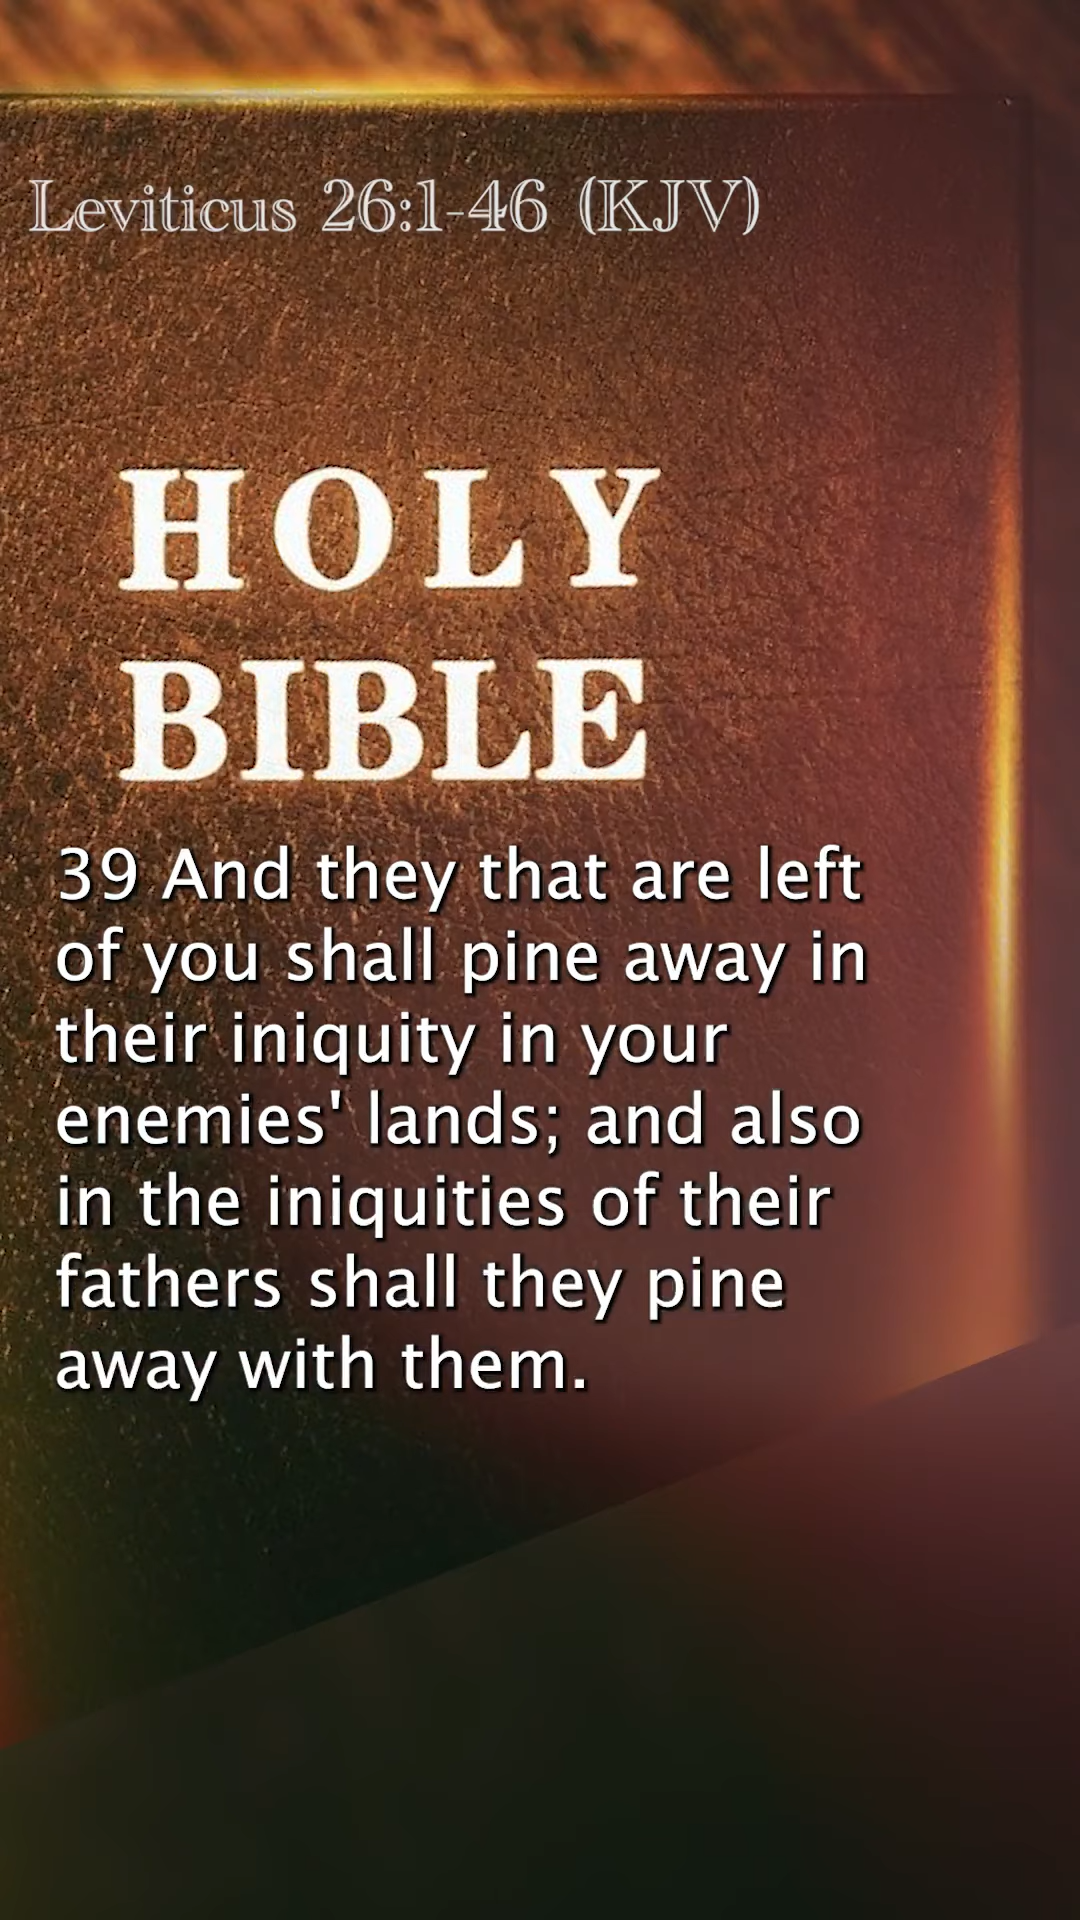 Leviticus 26:1-46 (KJV)
HOLY
BIBLE
39 And they that are left
of you shall pine away in
their iniquity in your
enemies' lands; and also
in the iniquities of their
fathers shall they pine
away with them.